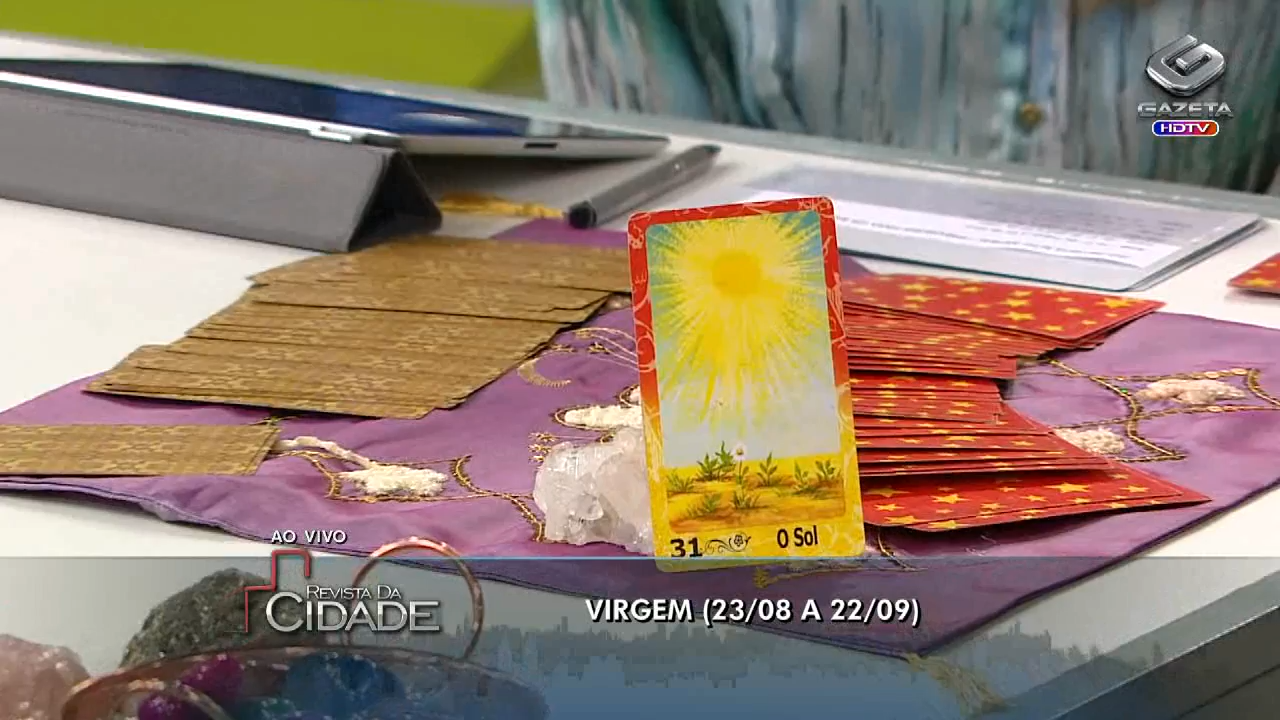 GAZETA
HDTV
31 O Sol
AO VIVO
REVISTA DA
CIDADE
VIRGEM (23/08 A 22/09)